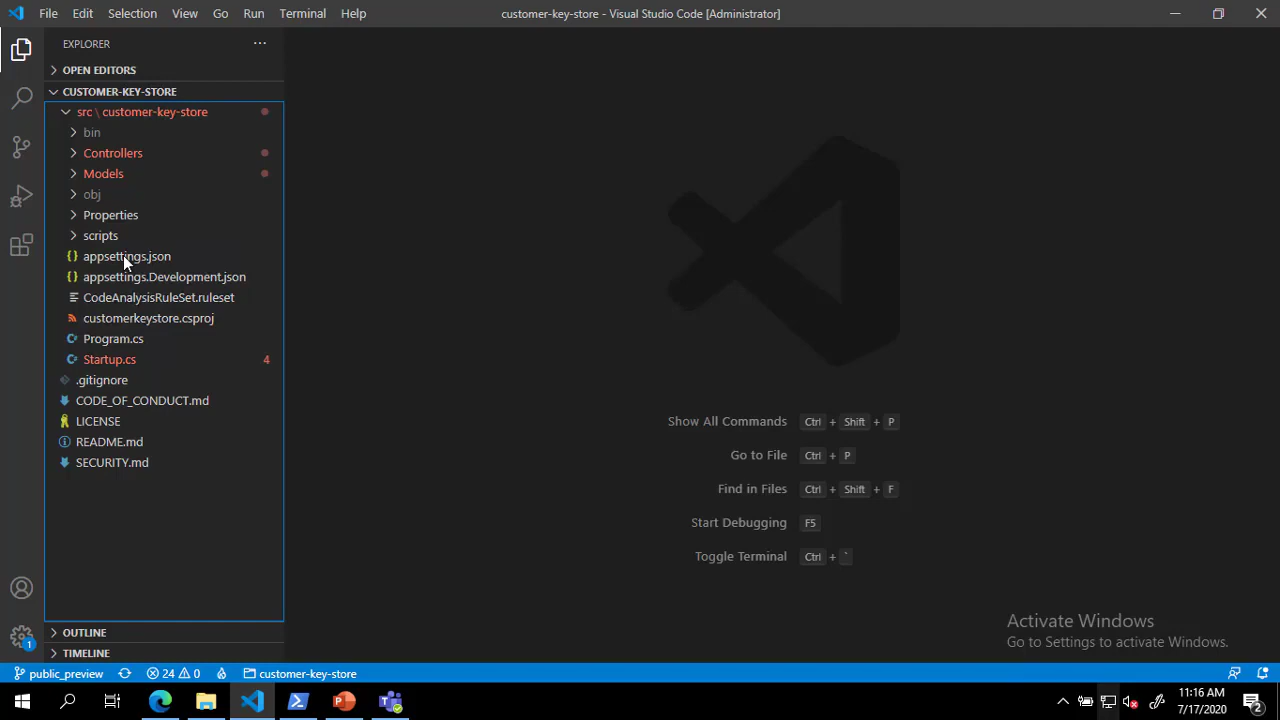 File Edit Selection View Go Run Terminal Help
customer-key-store - Visual Studio Code [Administrator]
EXPLORER
OPEN EDITORS
CUSTOMER-KEY-STORE
src \ customer-key-store
bin
Controllers
Models
obj
Properties
scripts
{} appsettings.json
{} appsettings.Development.json
CodeAnalysisRuleSet.ruleset
customerkeystore.csproj
Program.cs
Startup.cs 4
.gitignore
CODE_OF_CONDUCT.md
LICENSE
README.md
SECURITY.md
Show All Commands Ctrl + Shift + P
Go to File Ctrl + P
Find in Files Ctrl + Shift + F
Start Debugging F5
Toggle Terminal Ctrl + `
Activate Windows
Go to Settings to activate Windows.
OUTLINE
1
TIMELINE
public_preview 24 0 customer-key-store
11:16 AM
7/17/2020
2